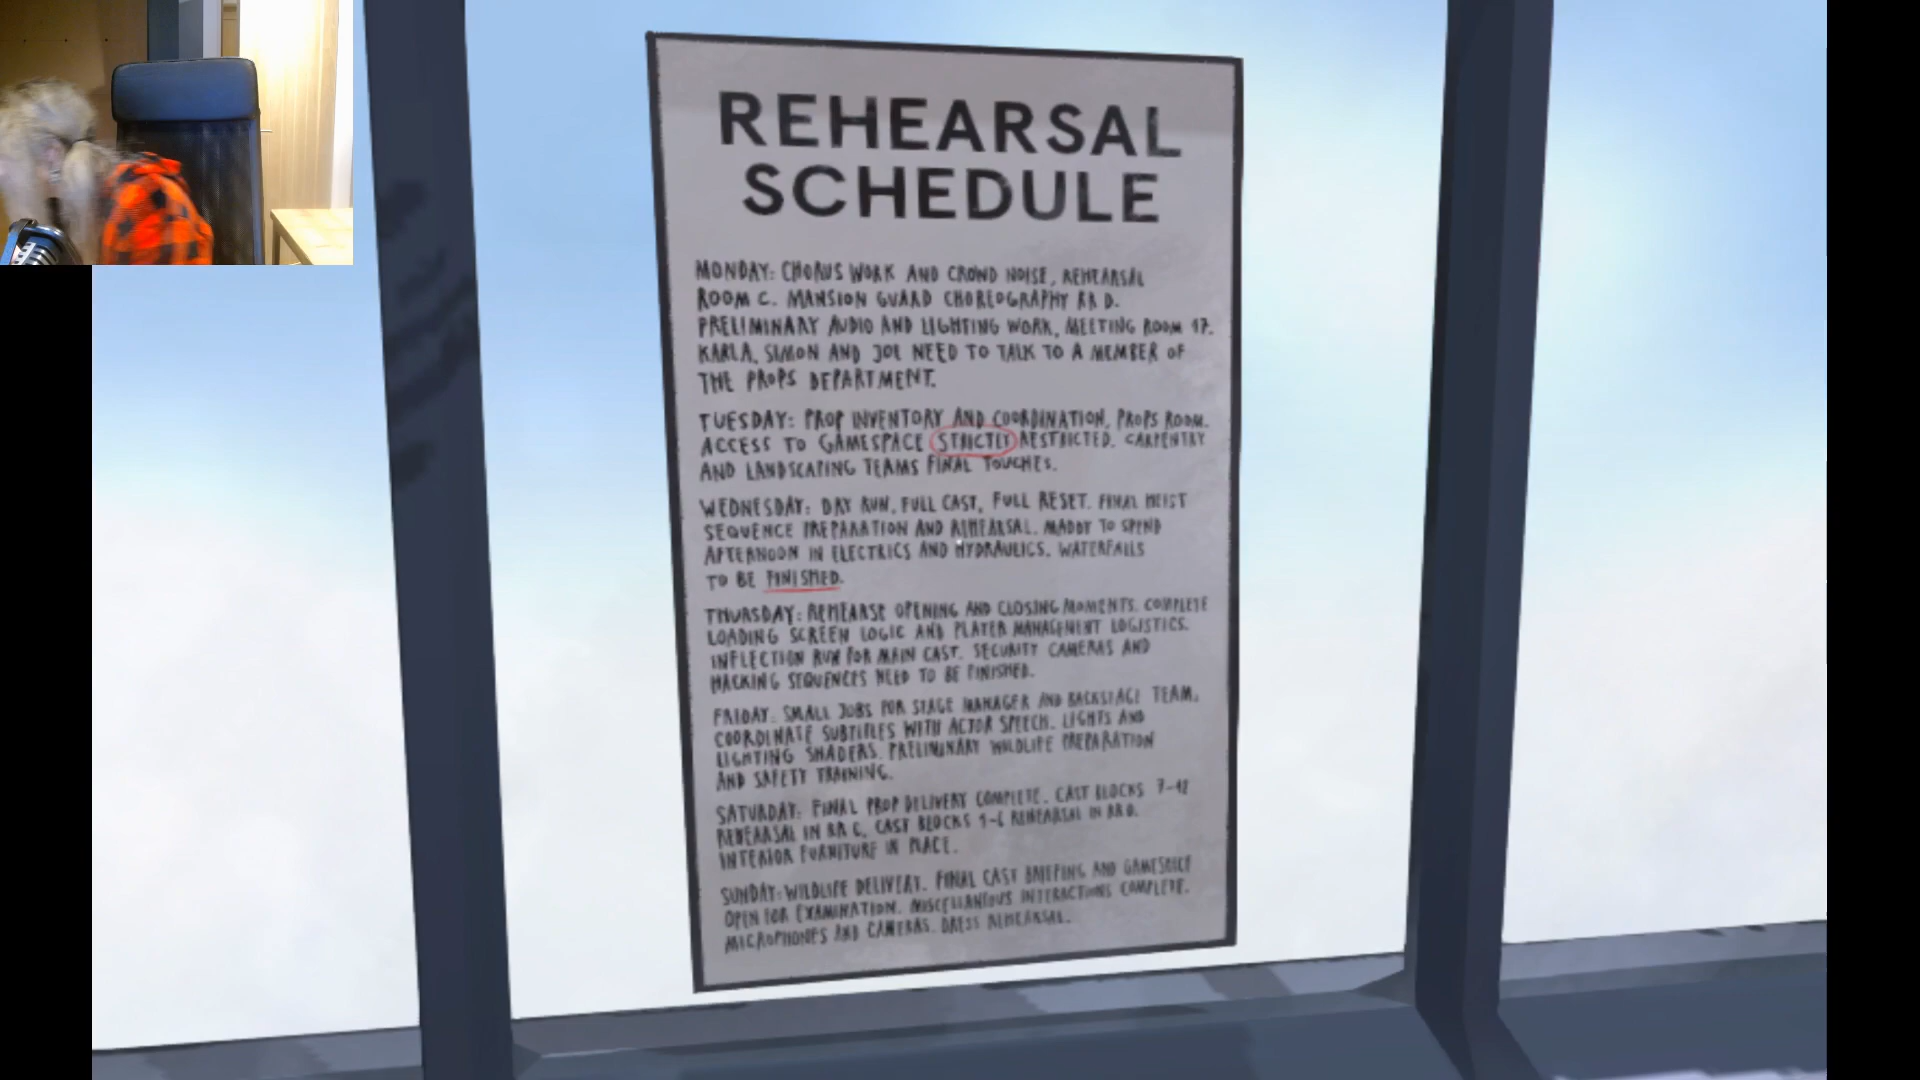 REHEARSAL
SCHEDULE
MONDAY: CHORUS WORK AND CROWD NOISE, REHEARSAL
ROOM C. MANSION GUARD CHOREOGRAPHY RR D.
PRELIMINARY AUDIO AND LIGHTING WORK, MEETING ROOM 17.
KARLA, SIMON AND JOE NEED TO TALK TO A MEMBER OF
THE PROPS DEPARTMENT.
TUESDAY: PROP INVENTORY AND COORDINATION, PROPS ROOM.
ACCESS TO GAMESPACE STRICTLY RESTRICTED. CARPENTRY
AND LANDSCAPING TEAMS FINAL TOUCHES.
WEDNESDAY: DRY RUN, FULL CAST, FULL RESET. FINAL HEIST
SEQUENCE PREPARATION AND REHEARSAL. MADDY TO SPEND
AFTERNOON IN ELECTRICS AND HYDRAULICS. WATERFALLS
TO BE FINISHED.
THURSDAY: REHEARSE OPENING AND CLOSING MOMENTS. COMPLETE
LOADING SCREEN LOGIC AND PLAYER MANAGEMENT LOGISTICS.
INFLECTION RUN FOR MAIN CAST. SECURITY CAMERAS AND
HACKING SEQUENCES NEED TO BE FINISHED.
FRIDAY: SMALL JOBS FOR STAGE MANAGER AND BACKSTAGE TEAM.
COORDINATE SUBTITLES WITH ACTOR SPEECH. LIGHTS AND
LIGHTING SHADERS. PRELIMINARY WILDLIFE PREPARATION
AND SAFETY TRAINING.
SATURDAY: FINAL PROP DELIVERY COMPLETE. CAST BLOCKS
REHEARSAL IN RR C, CAST BLOCKS 1-6 REHEARSAL IN RR D.
INTERIOR FURNITURE IN PLACE.
SUNDAY: WILDLIFE DELIVERY. FINAL CAST BRIEFING AND GAMESPACE
OPEN FOR EXAMINATION. MISCELLANEOUS INTERACTIONS COMPLETE.
MICROPHONES AND CAMERAS. DRESS REHEARSAL.